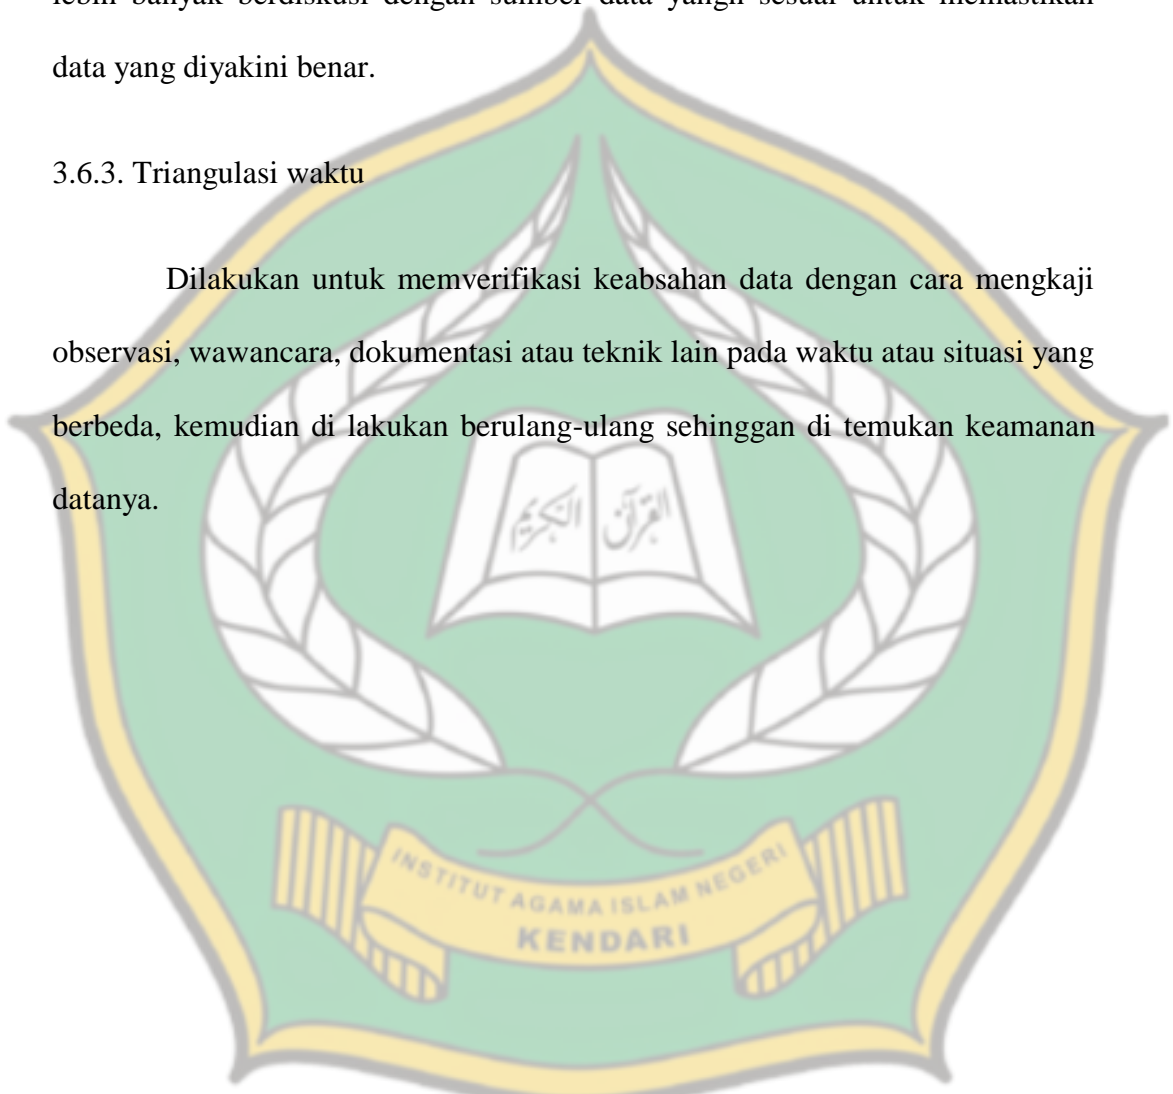 lebih banyak berdiskusi dengan sumber data yangn sesuai untuk memastikan
data yang diyakini benar.
3.6.3. Triangulasi waktu
Dilakukan untuk memverifikasi keabsahan data dengan cara mengkaji
observasi, wawancara, dokumentasi atau teknik lain pada waktu atau situasi yang
berbeda, kemudian di lakukan berulang-ulang sehinggan di temukan keamanan
datanya.
القرآن الكريم
INSTITUT AGAMA ISLAM NEGERI
KENDARI